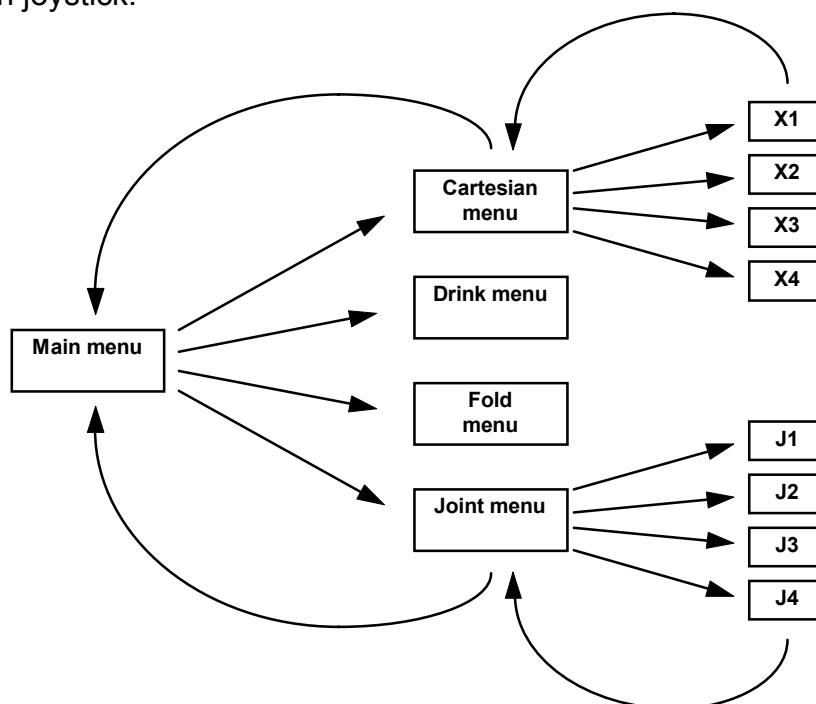 joystick.
X1
Cartesian
menu
X2
X3
X4
Drink menu
Main menu
Fold
menu
J1
Joint menu
J2
J3
J4